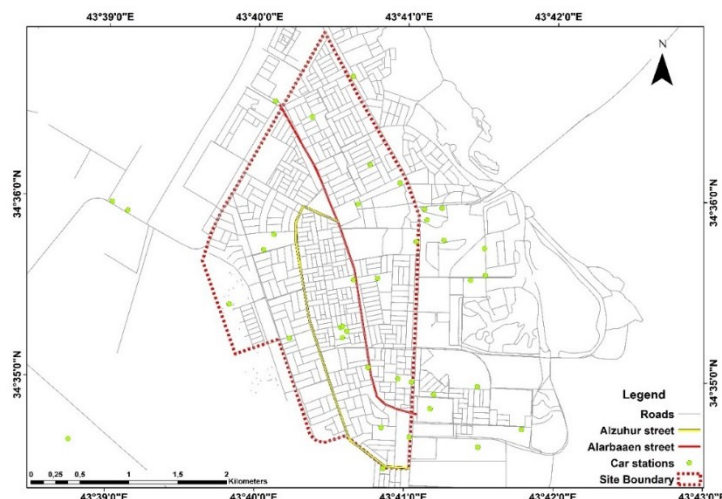 43°39'0"E 43°40'0"E 43°41'0"E 43°42'0"E
N
34°36'0"N 34°36'0"N
34°35'0"N 34°35'0"N
Legend
Roads
Alzuhur street
Alarbaaen street
Car stations
Site Boundary
0 0.25 0.5 1 1.5 2
Kilometers
43°39'0"E 43°40'0"E 43°41'0"E 43°42'0"E 43°43'0"E